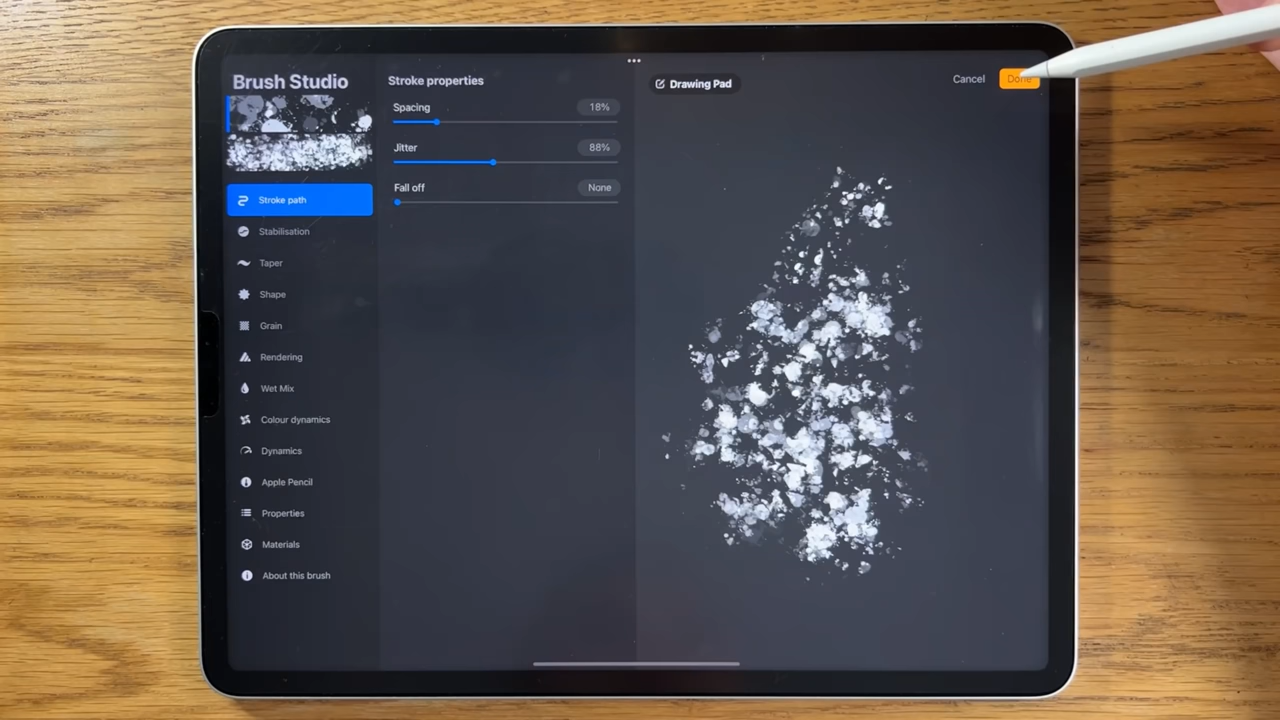 Brush Studio
Stroke path
Stabilisation
Taper
Shape
Grain
Rendering
Wet Mix
Colour dynamics
Dynamics
Apple Pencil
Properties
Materials
About this brush
Stroke properties
Spacing 18%
Jitter 88%
Fall off None
Drawing Pad
Cancel Done